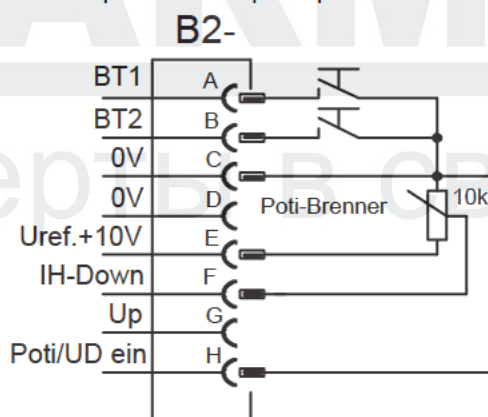 B2-
BT1 A
BT2 B
0V C
0V D
Poti-Brenner 10k
Uref.+10V E
IH-Down F
Up G
Poti/UD ein H